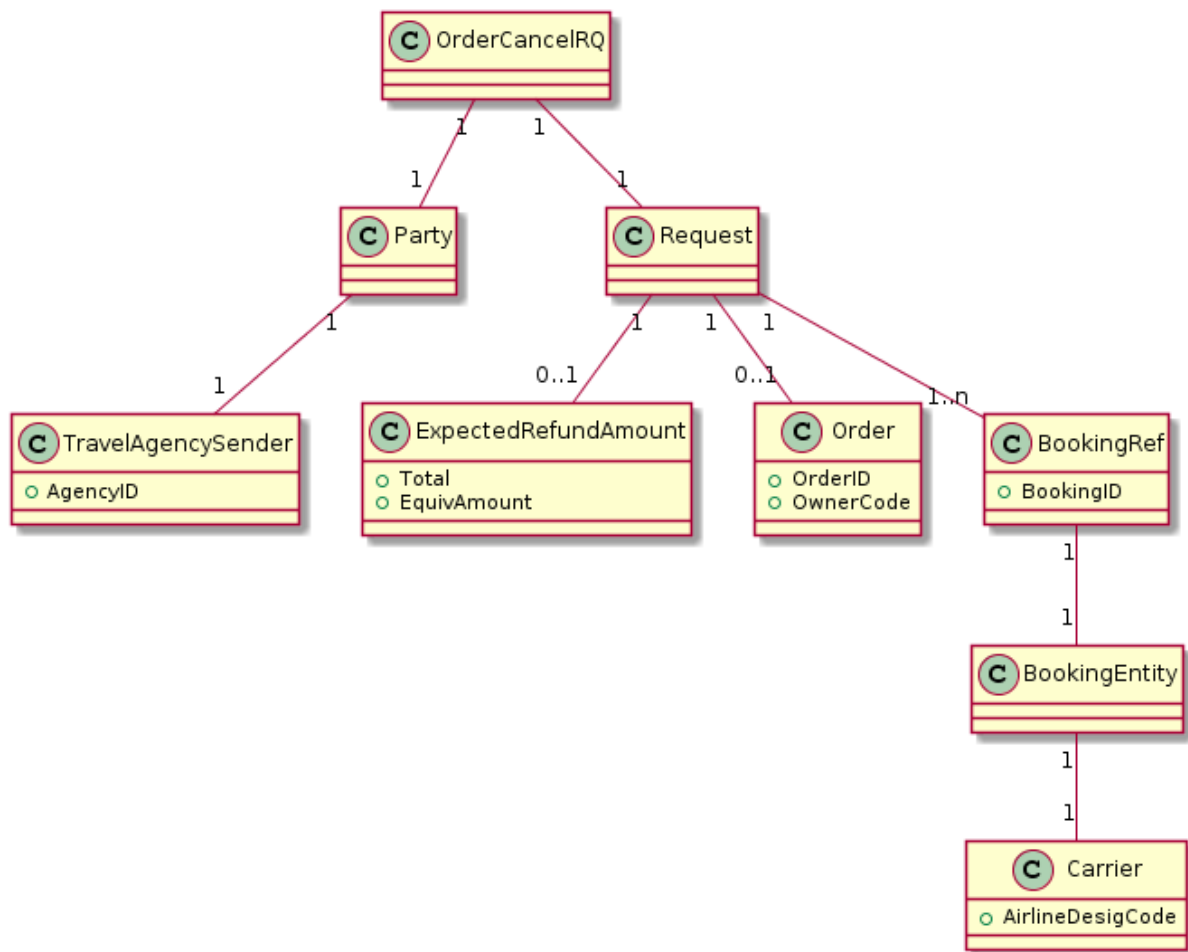 C OrderCancelRQ
1 1
1 1
C Party
C Request
1 1 1 1
1 0..1 0..1 1..n
C TravelAgencySender
AgencyID
C ExpectedRefundAmount
Total
EquivAmount
C Order
OrderID
OwnerCode
C BookingRef
BookingID
1
1
C BookingEntity
1
1
C Carrier
AirlineDesigCode